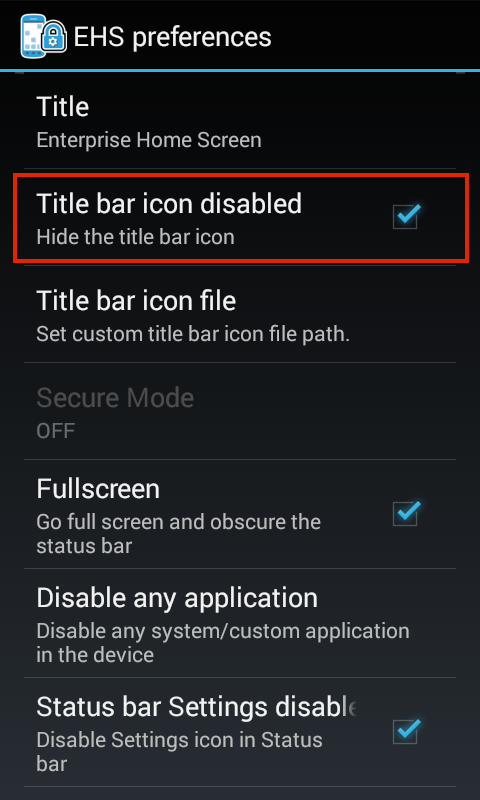 EHS preferences
Title
Enterprise Home Screen
Title bar icon disabled
Hide the title bar icon
Title bar icon file
Set custom title bar icon file path.
Secure Mode
OFF
Fullscreen
Go full screen and obscure the
status bar
Disable any application
Disable any system/custom application
in the device
Status bar Settings disable
Disable Settings icon in Status
bar